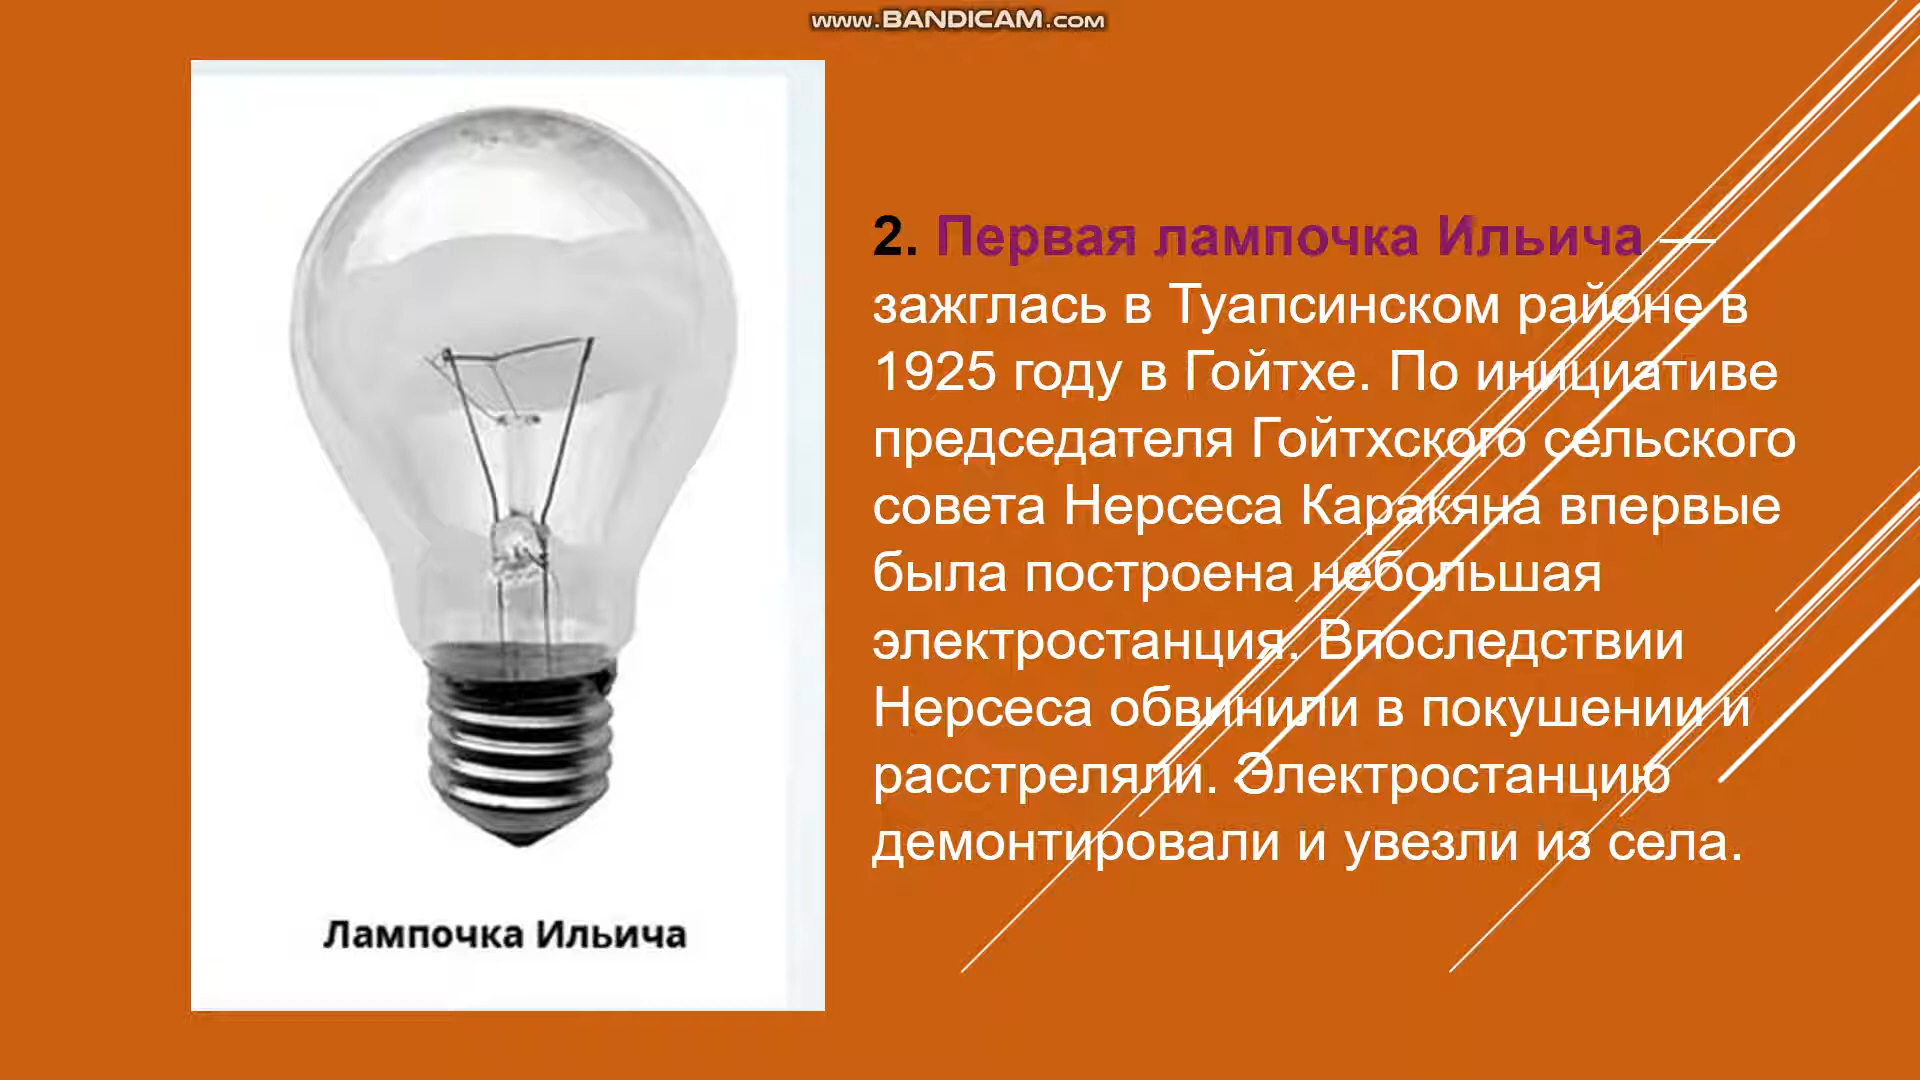 www.BANDICAM.com
2. Первая лампочка Ильича —
зажглась в Туапсинском районе в
1925 году в Гойтхе. По инициативе
председателя Гойтхского сельского
совета Нерсеса Каракяна впервые
была построена небольшая
электростанция. Впоследствии
Нерсеса обвинили в покушении и
расстреляли. Электростанцию
демонтировали и увезли из села.
Лампочка Ильича